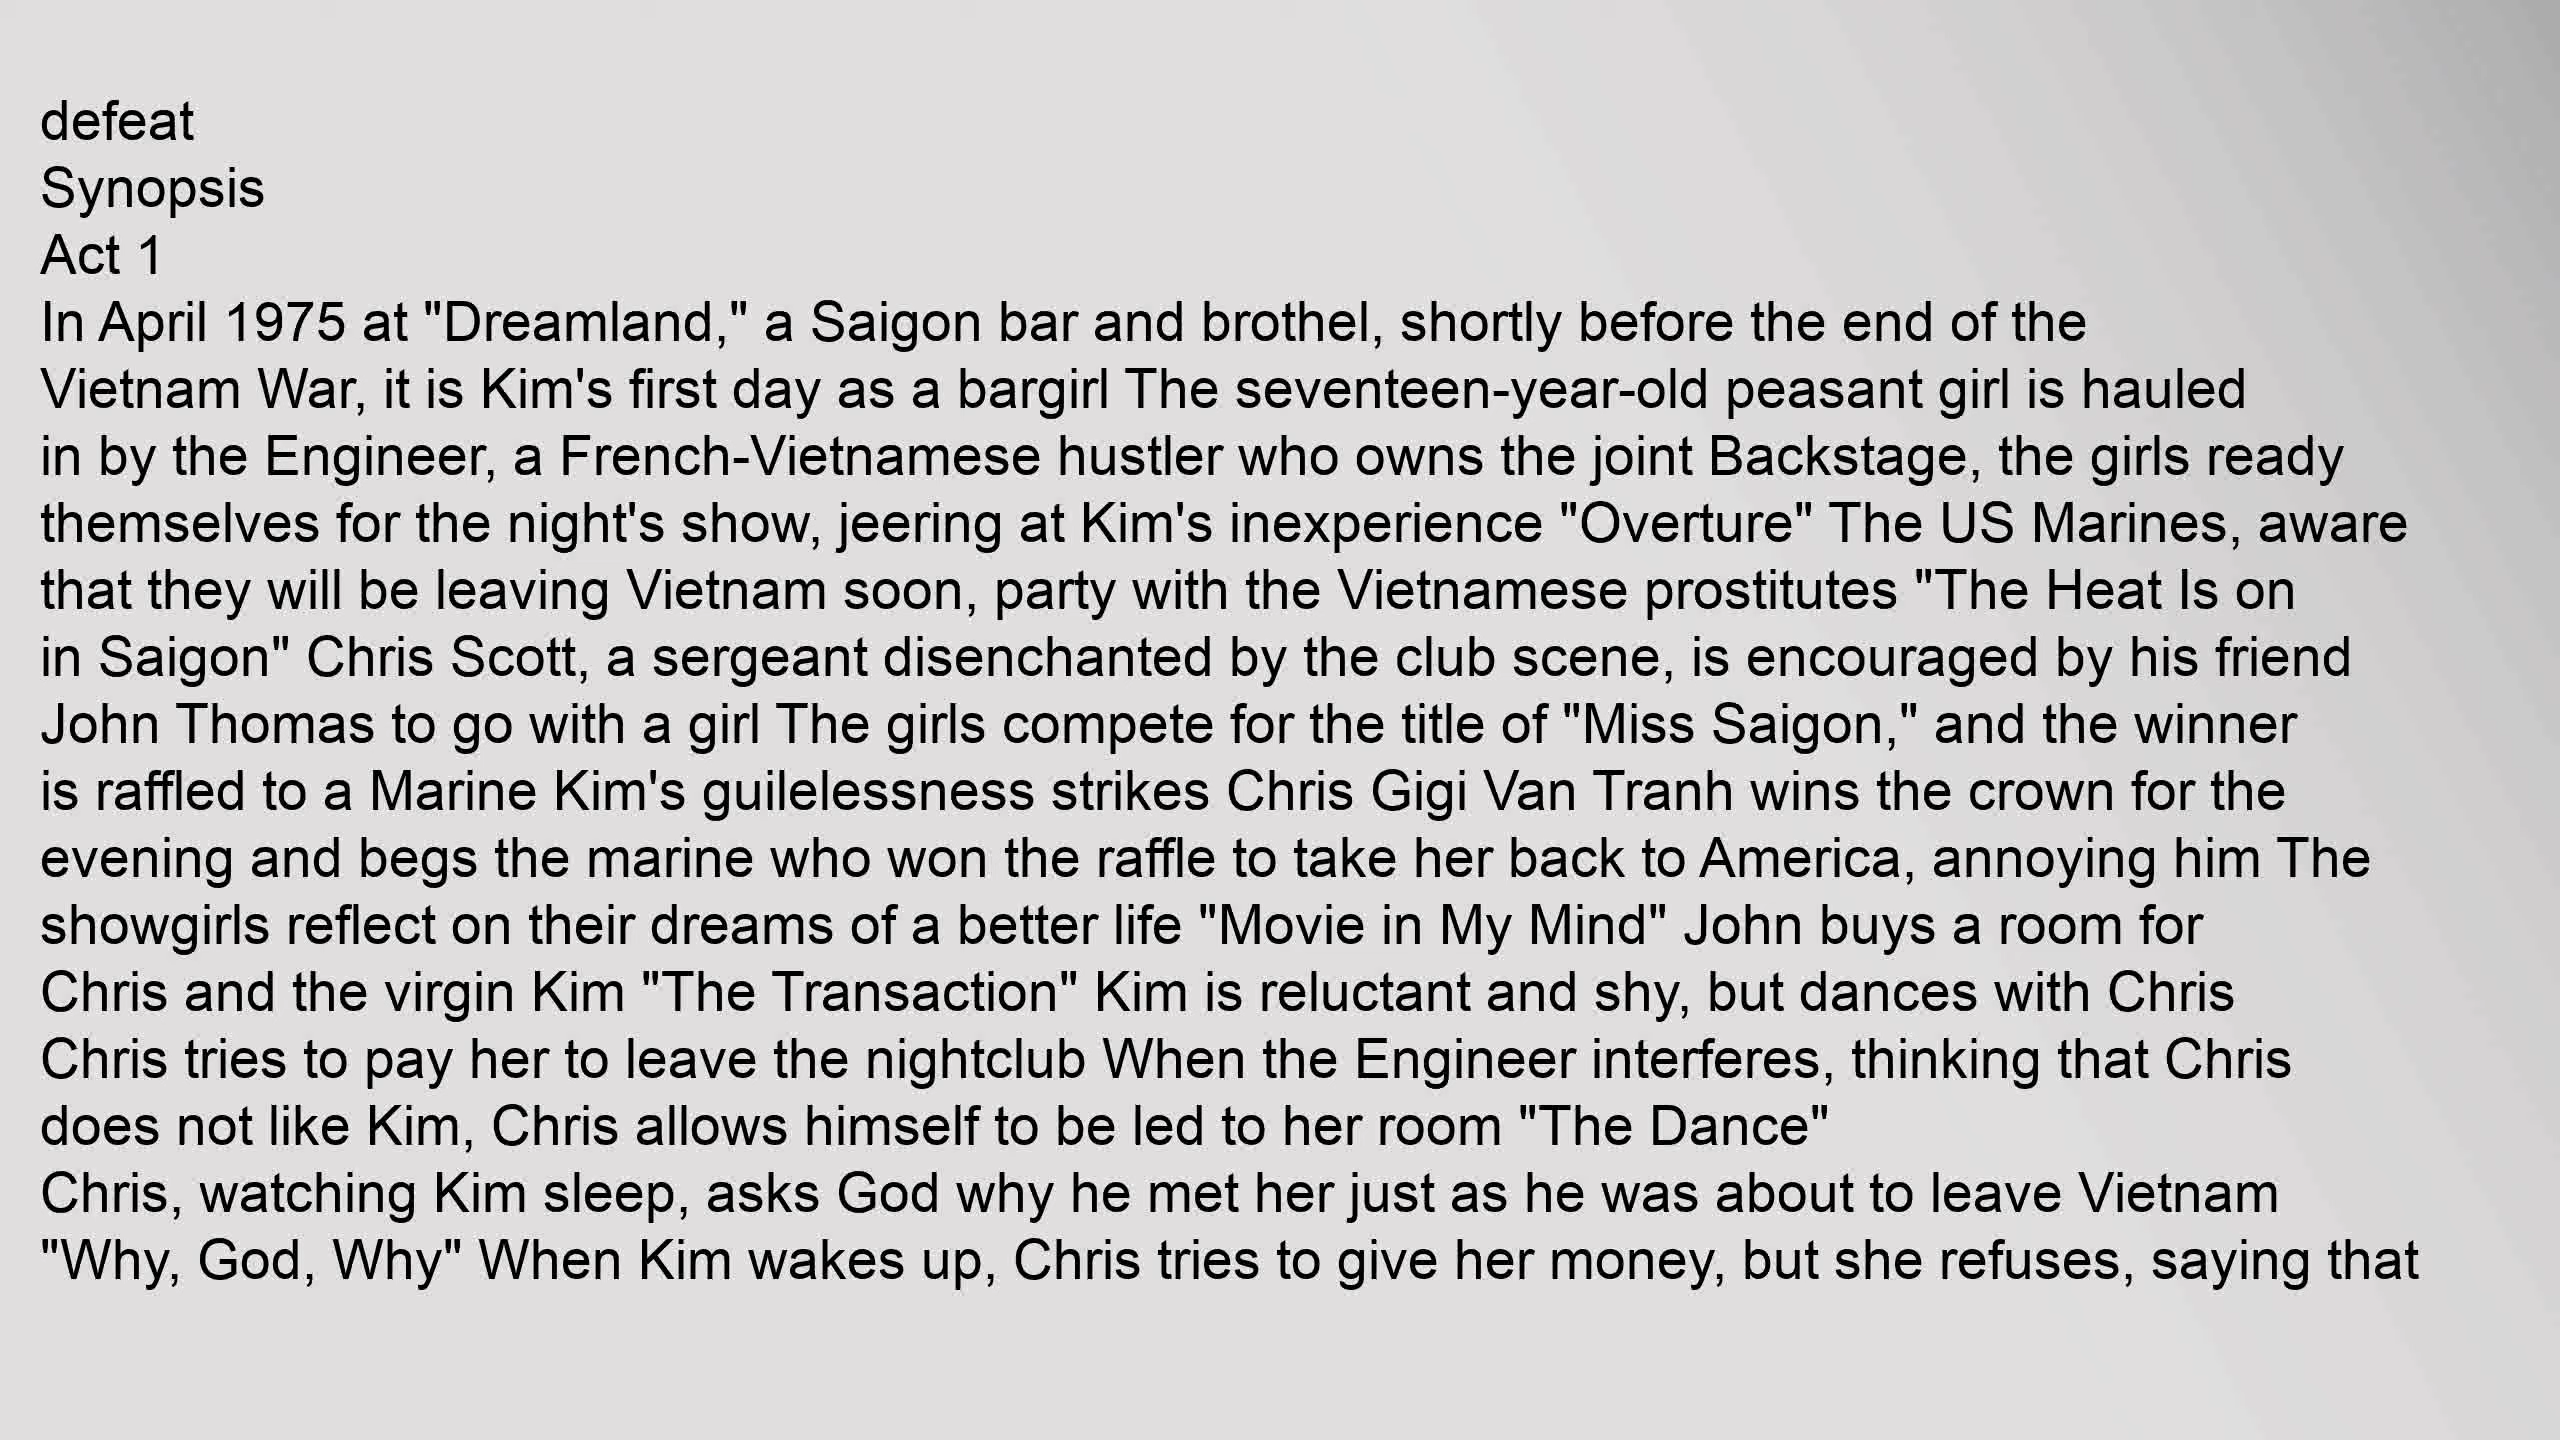 defeat
Synopsis
Act 1
In April 1975 at "Dreamland," a Saigon bar and brothel, shortly before the end of the
Vietnam War, it is Kim's first day as a bargirl The seventeen-year-old peasant girl is hauled
in by the Engineer, a French-Vietnamese hustler who owns the joint Backstage, the girls ready
themselves for the night's show, jeering at Kim's inexperience "Overture" The US Marines, aware
that they will be leaving Vietnam soon, party with the Vietnamese prostitutes "The Heat Is on
in Saigon" Chris Scott, a sergeant disenchanted by the club scene, is encouraged by his friend
John Thomas to go with a girl The girls compete for the title of "Miss Saigon," and the winner
is raffled to a Marine Kim's guilelessness strikes Chris Gigi Van Tranh wins the crown for the
evening and begs the marine who won the raffle to take her back to America, annoying him The
showgirls reflect on their dreams of a better life "Movie in My Mind" John buys a room for
Chris and the virgin Kim "The Transaction" Kim is reluctant and shy, but dances with Chris
Chris tries to pay her to leave the nightclub When the Engineer interferes, thinking that Chris
does not like Kim, Chris allows himself to be led to her room "The Dance"
Chris, watching Kim sleep, asks God why he met her just as he was about to leave Vietnam
"Why, God, Why" When Kim wakes up, Chris tries to give her money, but she refuses, saying that